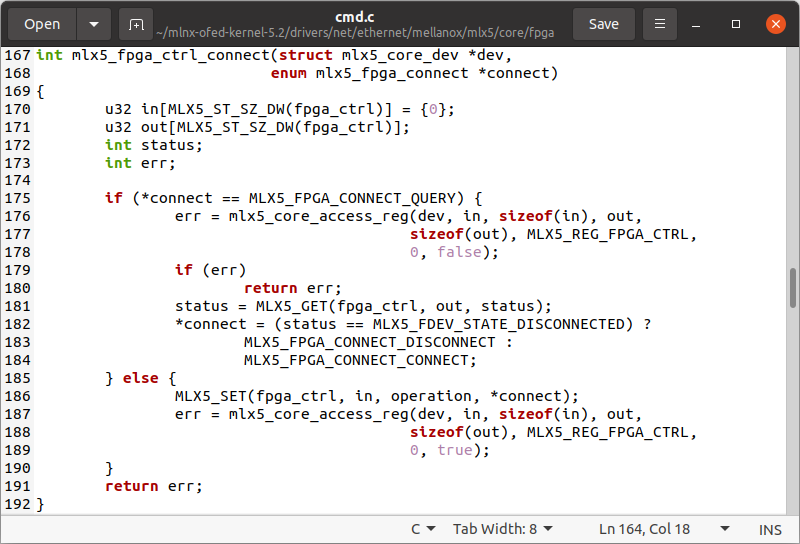 Open
cmd.c
~/mlnx-ofed-kernel-5.2/drivers/net/ethernet/mellanox/mlx5/core/fpga
Save
167 int mlx5_fpga_ctrl_connect(struct mlx5_core_dev *dev,
168                            enum mlx5_fpga_connect *connect)
169 {
170         u32 in[MLX5_ST_SZ_DW(fpga_ctrl)] = {0};
171         u32 out[MLX5_ST_SZ_DW(fpga_ctrl)];
172         int status;
173         int err;
174
175         if (*connect == MLX5_FPGA_CONNECT_QUERY) {
176                 err = mlx5_core_access_reg(dev, in, sizeof(in), out,
177                                            sizeof(out), MLX5_REG_FPGA_CTRL,
178                                            0, false);
179                 if (err)
180                         return err;
181                 status = MLX5_GET(fpga_ctrl, out, status);
182                 *connect = (status == MLX5_FDEV_STATE_DISCONNECTED) ?
183                         MLX5_FPGA_CONNECT_DISCONNECT :
184                         MLX5_FPGA_CONNECT_CONNECT;
185         } else {
186                 MLX5_SET(fpga_ctrl, in, operation, *connect);
187                 err = mlx5_core_access_reg(dev, in, sizeof(in), out,
188                                            sizeof(out), MLX5_REG_FPGA_CTRL,
189                                            0, true);
190         }
191         return err;
192 }
C Tab Width: 8 Ln 164, Col 18 INS